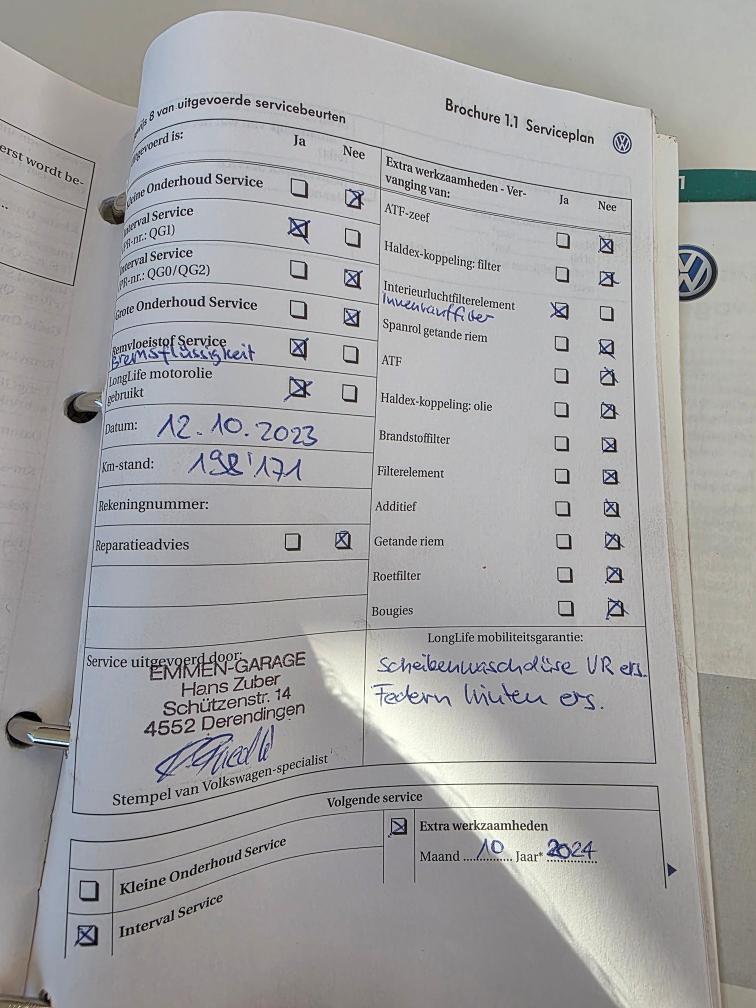 erst wordt be-
8 van uitgevoerde servicebeurten
Brochure 1.1 Serviceplan
is:
Ja
Nee
Onderhoud Service
Interval Service
(PR-nr.: QG1)
Interval Service
(PR-nr.: QG0/QG2)
Grote Onderhoud Service
Remvloeistof Service
Bremsflüssigkeit
LongLife motorolie
gebruikt
Datum: 12.10.2023
Km-stand: 198'171
Rekeningnummer:
Reparatieadvies
Extra werkzaamheden - Ver-
vanging van:
Ja
Nee
ATF-zeef
Haldex-koppeling: filter
Interieurluchtfilterelement
Spanrol getande riem
ATF
Haldex-koppeling: olie
Brandstoffilter
Filterelement
Additief
Getande riem
Roetfilter
Bougies
Service uitgevoerd door:
EMMEN-GARAGE
Hans Zuber
Schützenstr. 14
4552 Derendingen
Stempel van Volkswagen-specialist
LongLife mobiliteitsgarantie:
Scheibenwaschdüse VR ers.
Federn hinten ers.
Volgende service
Kleine Onderhoud Service
Interval Service
Extra werkzaamheden
Maand 10 Jaar* 2024